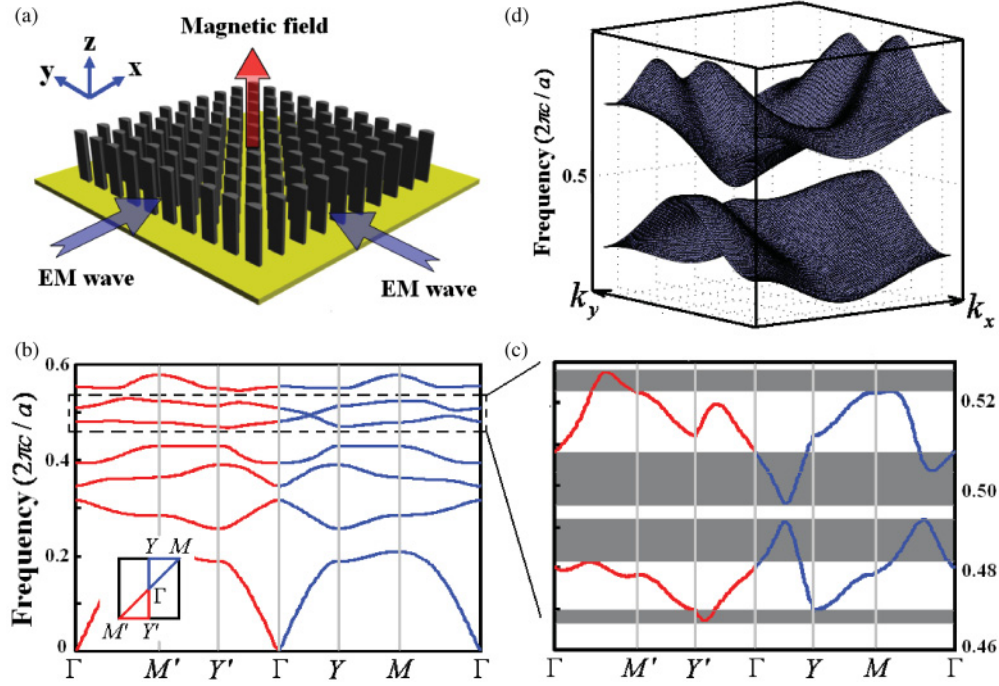 (a)
Magnetic field
z
y
x
EM wave
EM wave
(d)
Frequency (2πc / a)
0.5
k_y
k_x
(b)
Frequency (2πc / a)
0.6
0.4
0.2
0
Y M
Γ
M' Y'
Γ M' Y' Γ Y M Γ
(c)
0.52
0.50
0.48
0.46
Γ M' Y' Γ Y M Γ